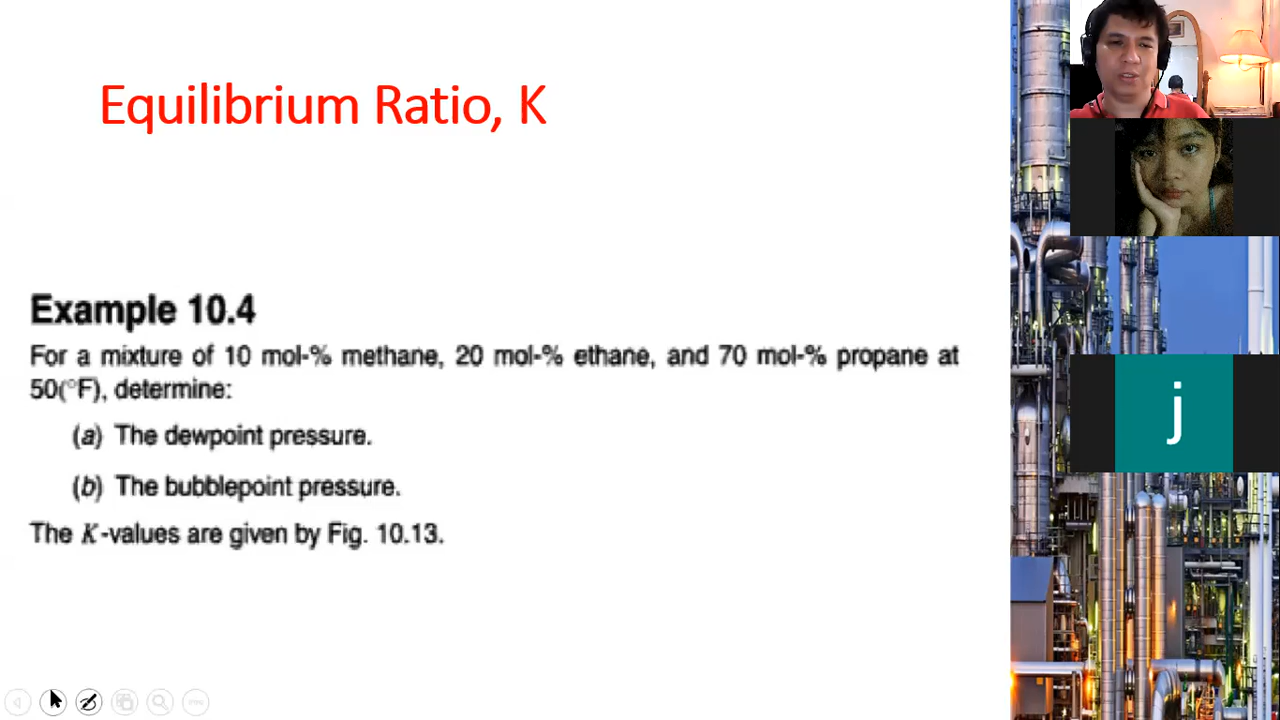 Equilibrium Ratio, K
Example 10.4
For a mixture of 10 mol-% methane, 20 mol-% ethane, and 70 mol-% propane at
50(°F), determine:
(a) The dewpoint pressure.
(b) The bubblepoint pressure.
The K-values are given by Fig. 10.13.
j